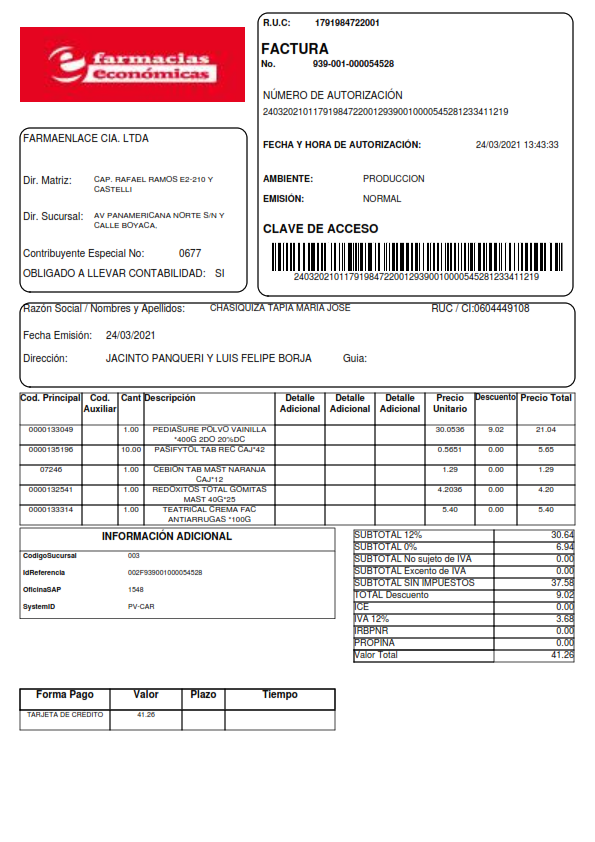 farmacias
económicas
R.U.C: 1791984722001
FACTURA
No. 939-001-000054528
NÚMERO DE AUTORIZACIÓN
2403202101179198472200129390010000545281233411219
FECHA Y HORA DE AUTORIZACIÓN: 24/03/2021 13:43:33
AMBIENTE: PRODUCCION
EMISIÓN: NORMAL
CLAVE DE ACCESO
2403202101179198472200129390010000545281233411219
FARMAENLACE CIA. LTDA
Dir. Matriz: CAP. RAFAEL RAMOS E2-210 Y
CASTELLI
Dir. Sucursal: AV PANAMERICANA NORTE S/N Y
CALLE BOYACA,
Contribuyente Especial No: 0677
OBLIGADO A LLEVAR CONTABILIDAD: SI
Razón Social / Nombres y Apellidos: CHASIQUIZA TAPIA MARIA JOSE RUC / CI:0604449108
Fecha Emisión: 24/03/2021
Dirección: JACINTO PANQUERI Y LUIS FELIPE BORJA Guia:
Cod. Principal Cod. Cant Descripción Detalle Detalle Detalle Precio Descuento Precio Total
Auxiliar Adicional Adicional Adicional Unitario
0000133049 1.00 PEDIASURE POLVO VAINILLA 30.0536 9.02 21.04
*400G 2DO 20%DC
0000135196 10.00 PASIFYTOL TAB REC CAJ*42 0.5651 0.00 5.65
07246 1.00 CEBION TAB MAST NARANJA 1.29 0.00 1.29
CAJ*12
0000132541 1.00 REDOXITOS TOTAL GOMITAS 4.2036 0.00 4.20
MAST 40G*25
0000133314 1.00 TEATRICAL CREMA FAC 5.40 0.00 5.40
ANTIARRUGAS *100G
INFORMACIÓN ADICIONAL
CodigoSucursal 003
IdReferencia 002F939001000054528
OficinaSAP 1548
SystemID PV-CAR
SUBTOTAL 12% 30.64
SUBTOTAL 0% 6.94
SUBTOTAL No sujeto de IVA 0.00
SUBTOTAL Excento de IVA 0.00
SUBTOTAL SIN IMPUESTOS 37.58
TOTAL Descuento 9.02
ICE 0.00
IVA 12% 3.68
IRBPNR 0.00
PROPINA 0.00
Valor Total 41.26
Forma Pago Valor Plazo Tiempo
TARJETA DE CREDITO 41.26